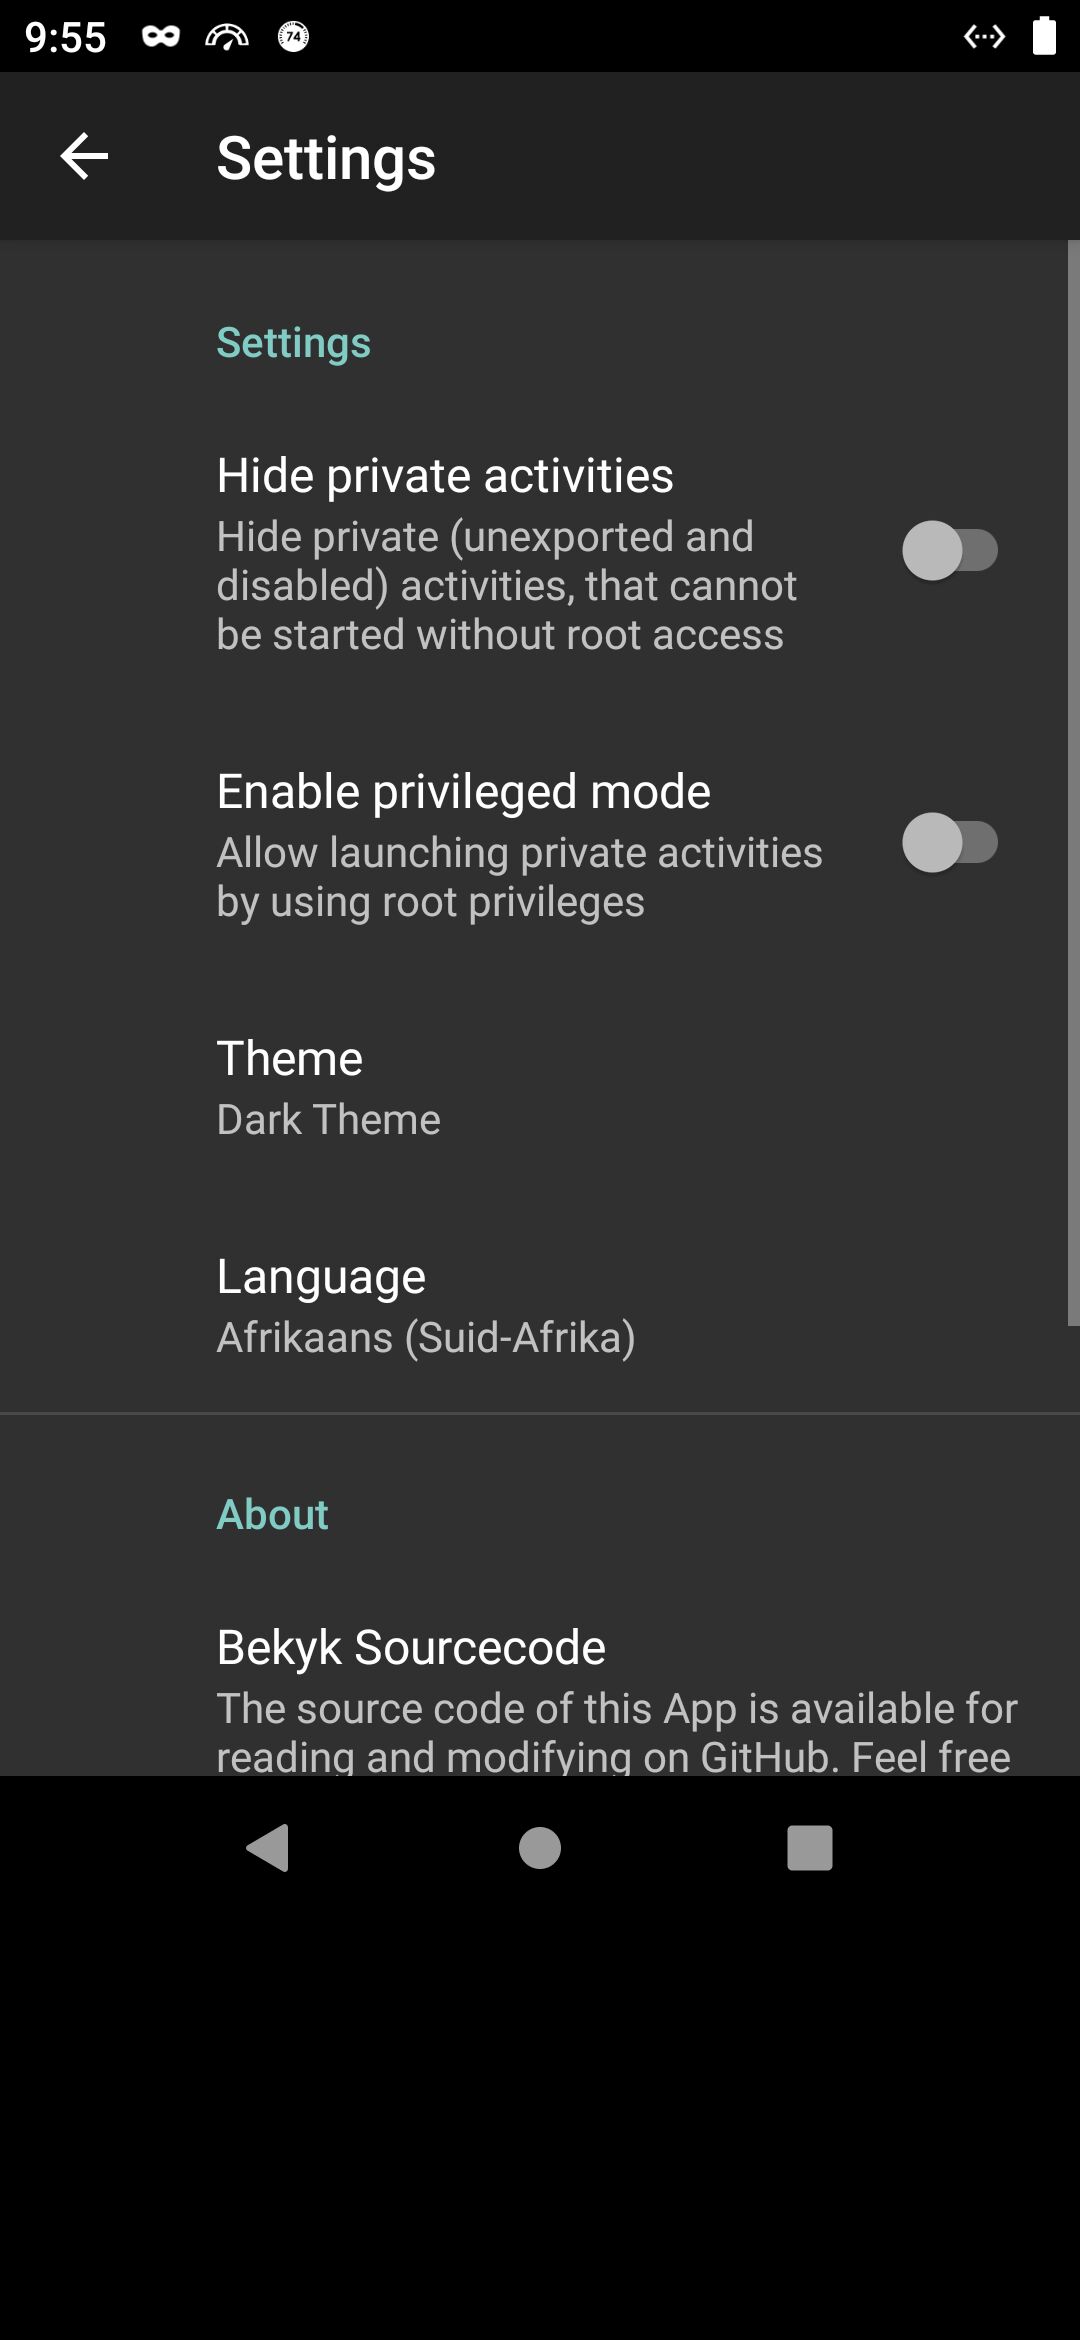 9:55
74
Settings
Settings
Hide private activities
Hide private (unexported and
disabled) activities, that cannot
be started without root access
Enable privileged mode
Allow launching private activities
by using root privileges
Theme
Dark Theme
Language
Afrikaans (Suid-Afrika)
About
Bekyk Sourcecode
The source code of this App is available for
reading and modifying on GitHub. Feel free